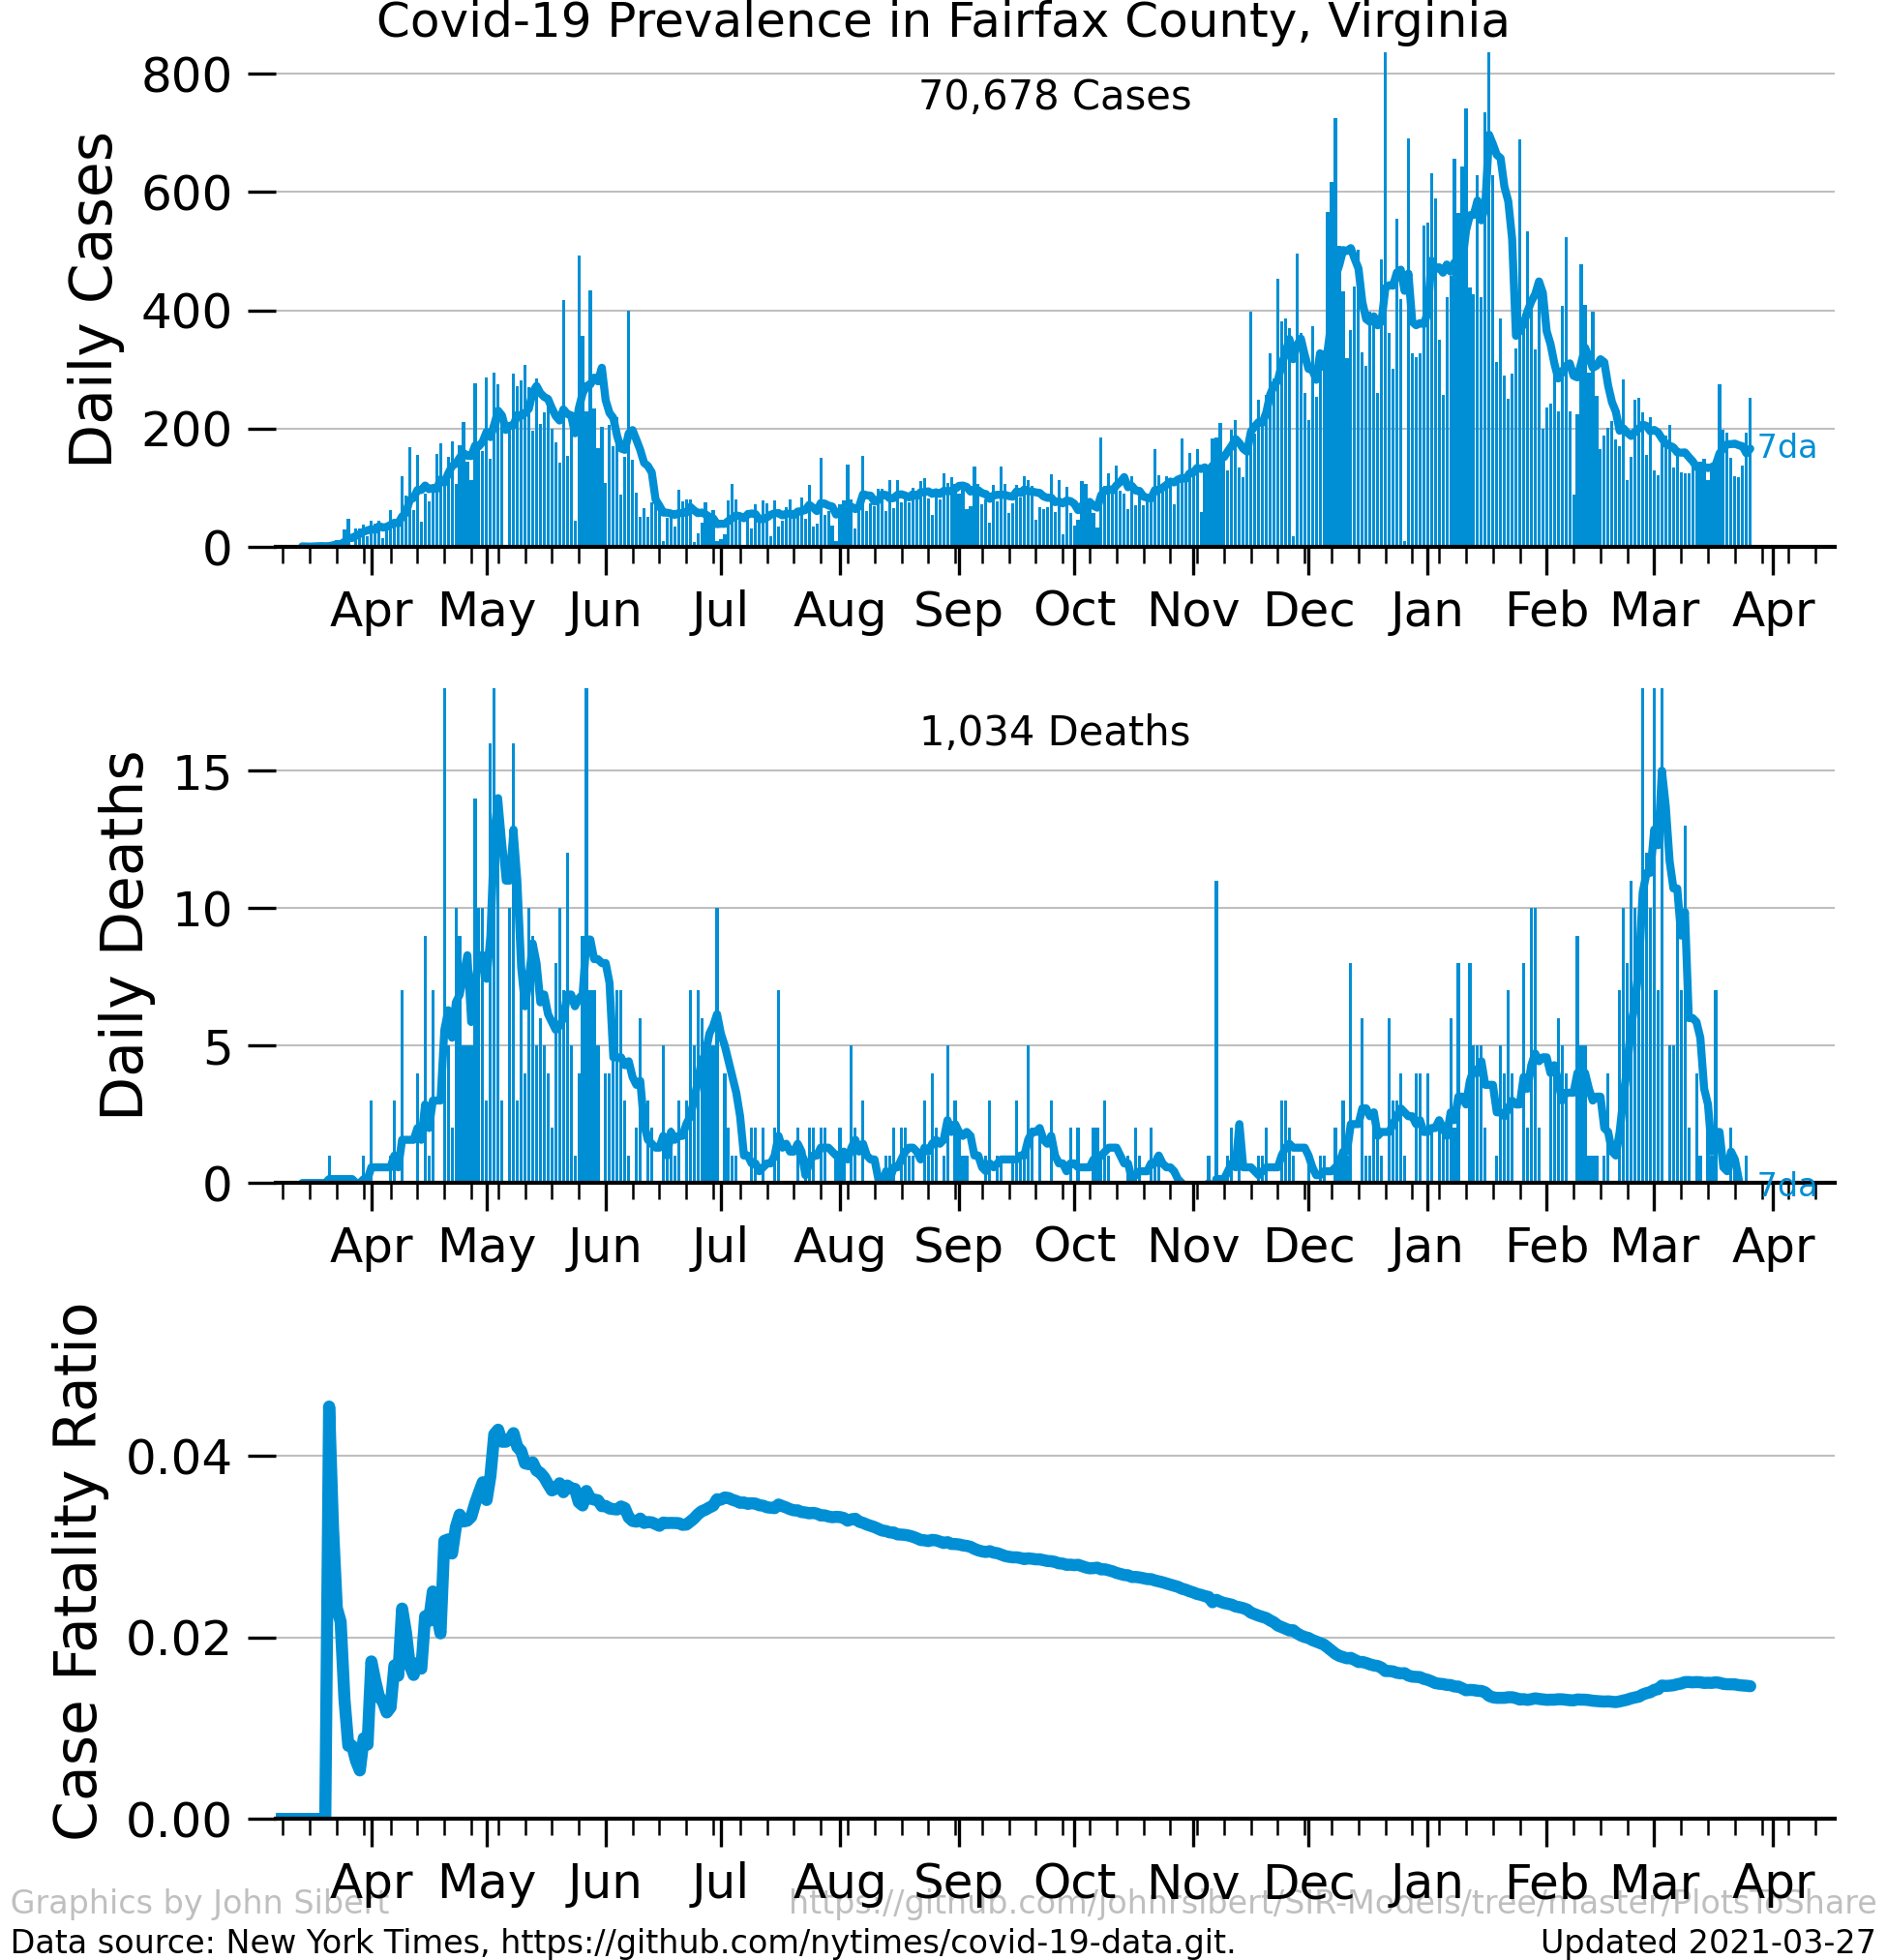 Covid-19 Prevalence in Fairfax County, Virginia
Daily Cases
800
600
400
200
0
70,678 Cases
7da
Apr May Jun Jul Aug Sep Oct Nov Dec Jan Feb Mar Apr
Daily Deaths
15
10
5
0
1,034 Deaths
7da
Apr May Jun Jul Aug Sep Oct Nov Dec Jan Feb Mar Apr
Case Fatality Ratio
0.04
0.02
0.00
Apr May Jun Jul Aug Sep Oct Nov Dec Jan Feb Mar Apr
Graphics by John Sibert https://github.com/johnrsibert/SIR-Models/tree/master/PlotsToShare
Data source: New York Times, https://github.com/nytimes/covid-19-data.git. Updated 2021-03-27